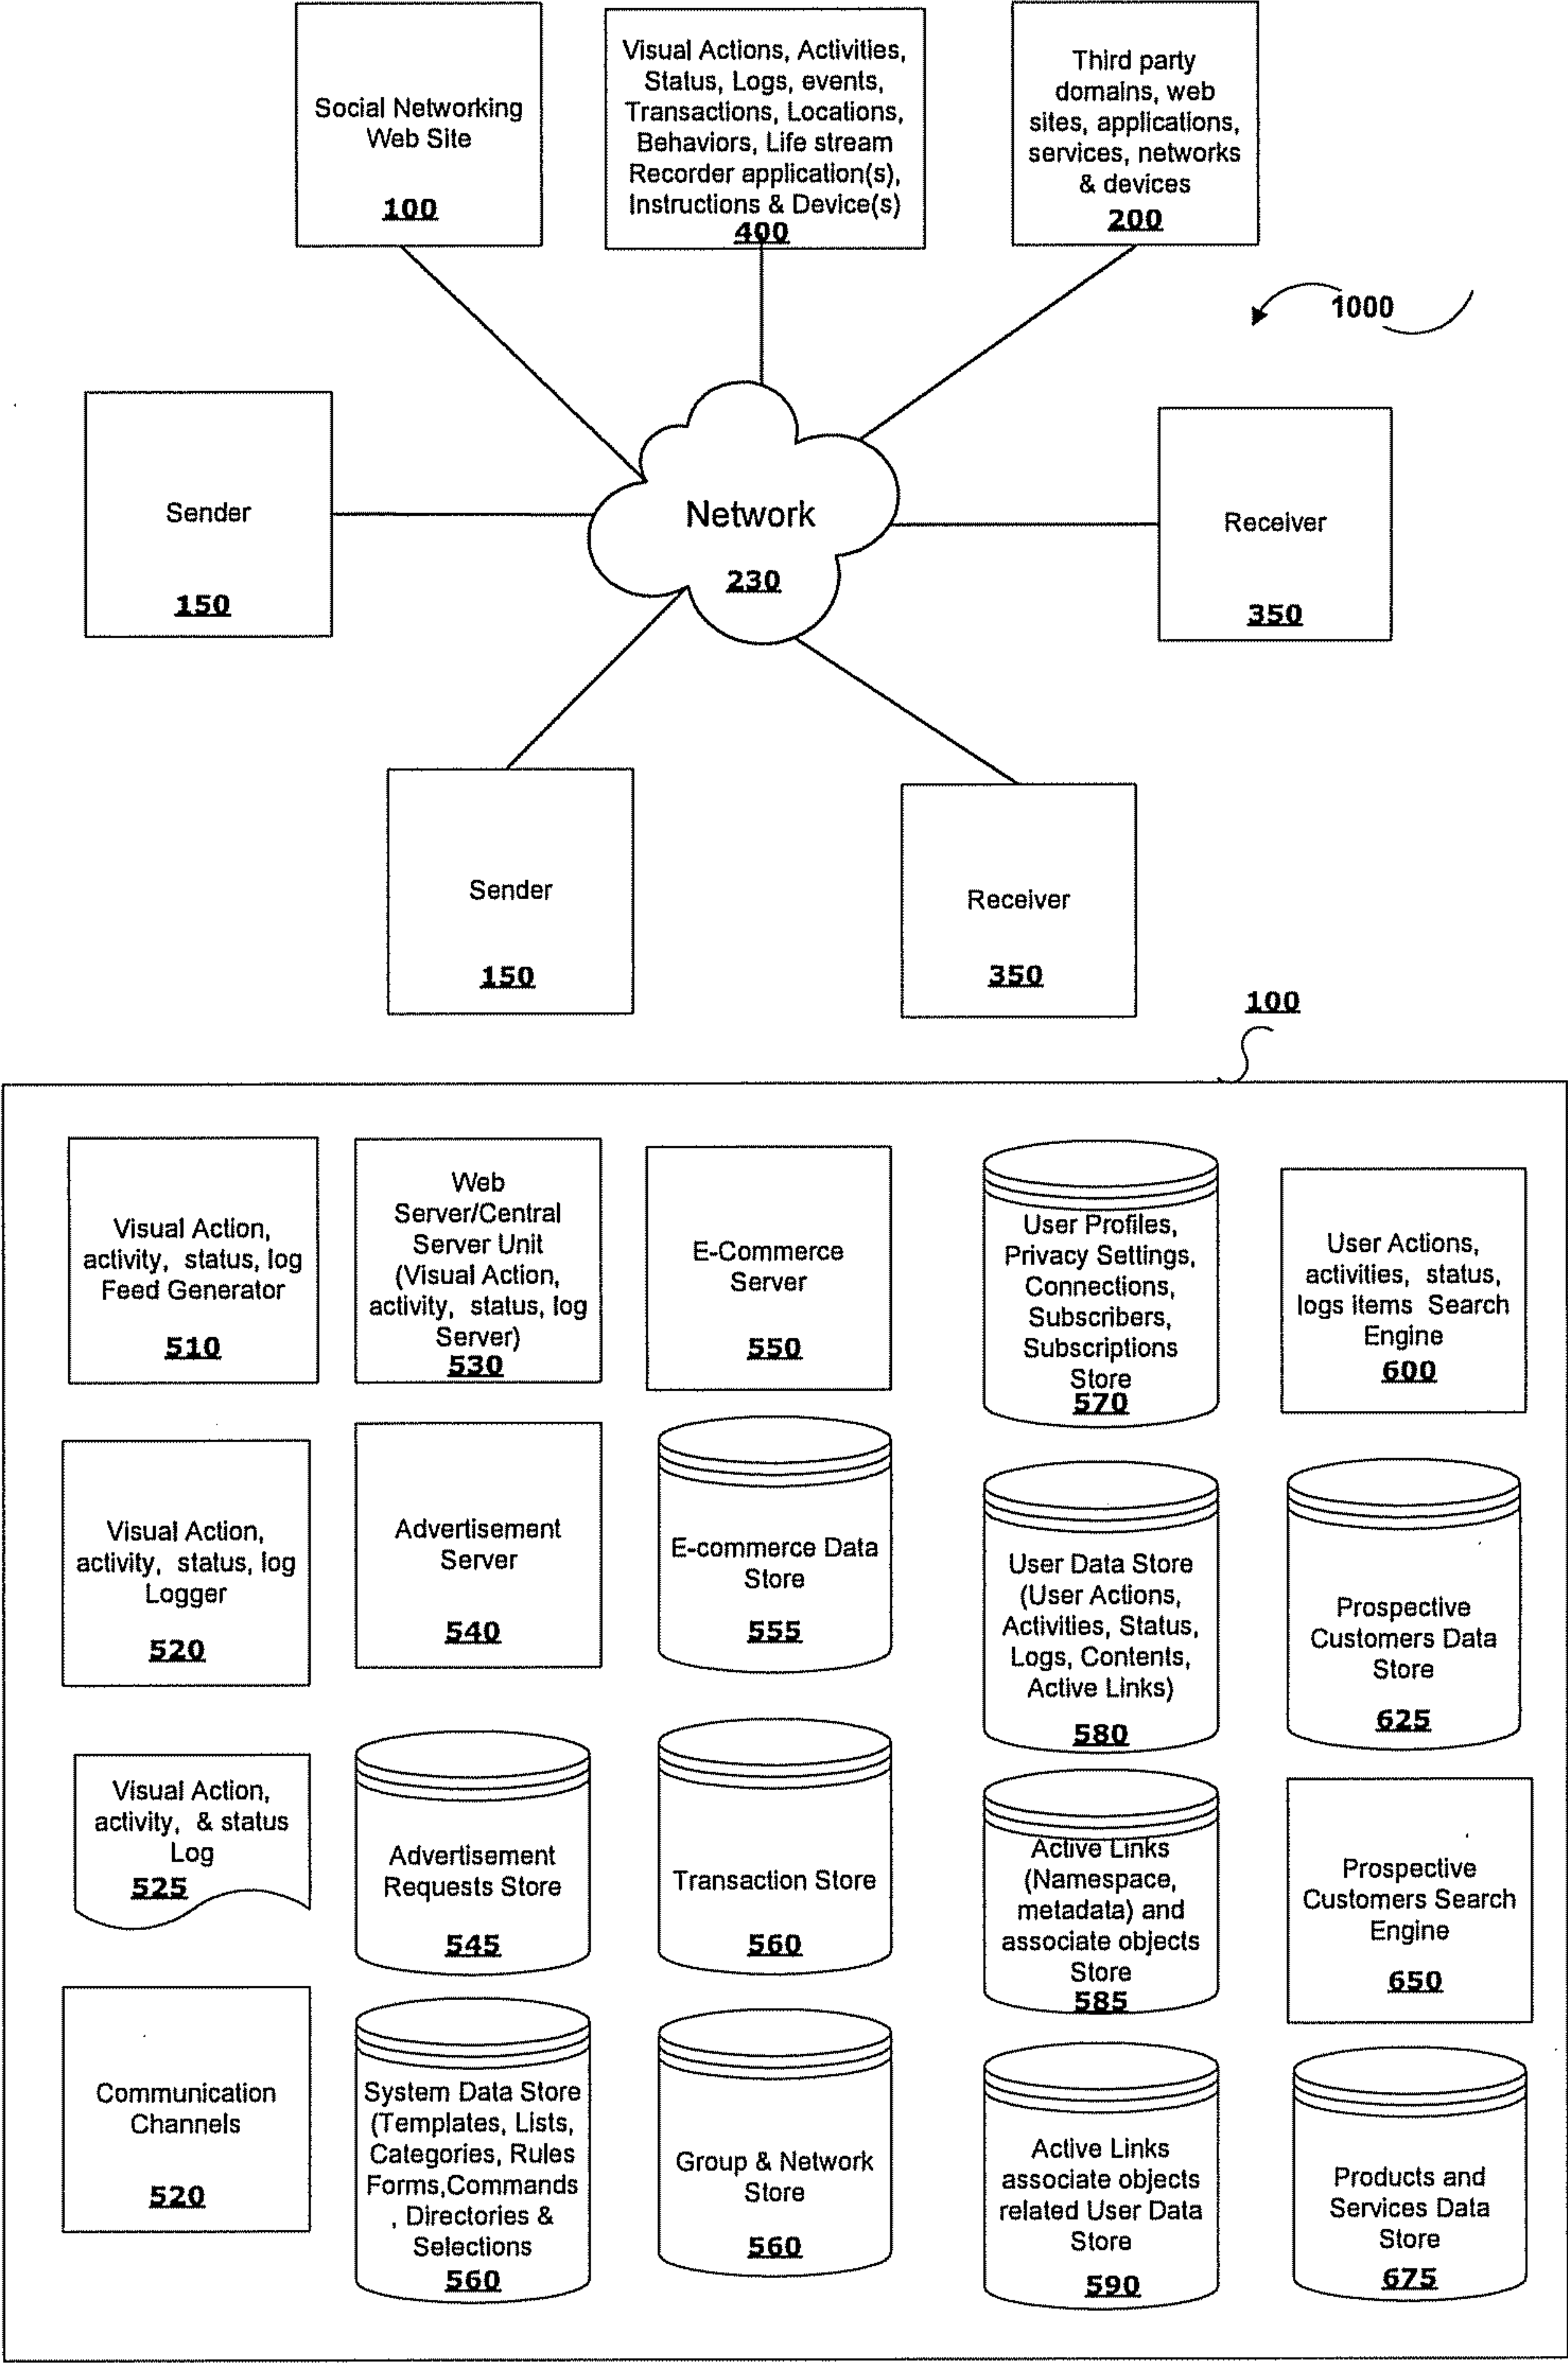 Social Networking
Web Site
100
Visual Actions, Activities,
Status, Logs, events,
Transactions, Locations,
Behaviors, Life stream
Recorder application(s),
Instructions & Device(s)
400
Third party
domains, web
sites, applications,
services, networks
& devices
200
1000
Sender
150
Network
230
Receiver
350
Sender
150
Receiver
350
100
Visual Action,
activity, status, log
Feed Generator
510
Web
Server/Central
Server Unit
(Visual Action,
activity, status, log
Server)
530
E-Commerce
Server
550
User Profiles,
Privacy Settings,
Connections,
Subscribers,
Subscriptions
Store
570
User Actions,
activities, status,
logs items Search
Engine
600
Visual Action,
activity, status, log
Logger
520
Advertisement
Server
540
E-commerce Data
Store
555
User Data Store
(User Actions,
Activities, Status,
Logs, Contents,
Active Links)
580
Prospective
Customers Data
Store
625
Visual Action,
activity, & status
Log
525
Advertisement
Requests Store
545
Transaction Store
560
Active Links
(Namespace,
metadata) and
associate objects
Store
585
Prospective
Customers Search
Engine
650
Communication
Channels
520
System Data Store
(Templates, Lists,
Categories, Rules
Forms,Commands
, Directories &
Selections
560
Group & Network
Store
560
Active Links
associate objects
related User Data
Store
590
Products and
Services Data
Store
675